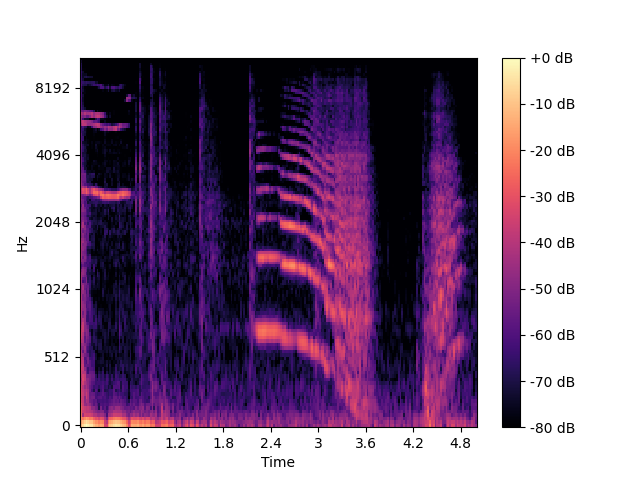 8192
4096
2048
1024
512
0
Hz
0 0.6 1.2 1.8 2.4 3 3.6 4.2 4.8
Time
+0 dB
-10 dB
-20 dB
-30 dB
-40 dB
-50 dB
-60 dB
-70 dB
-80 dB